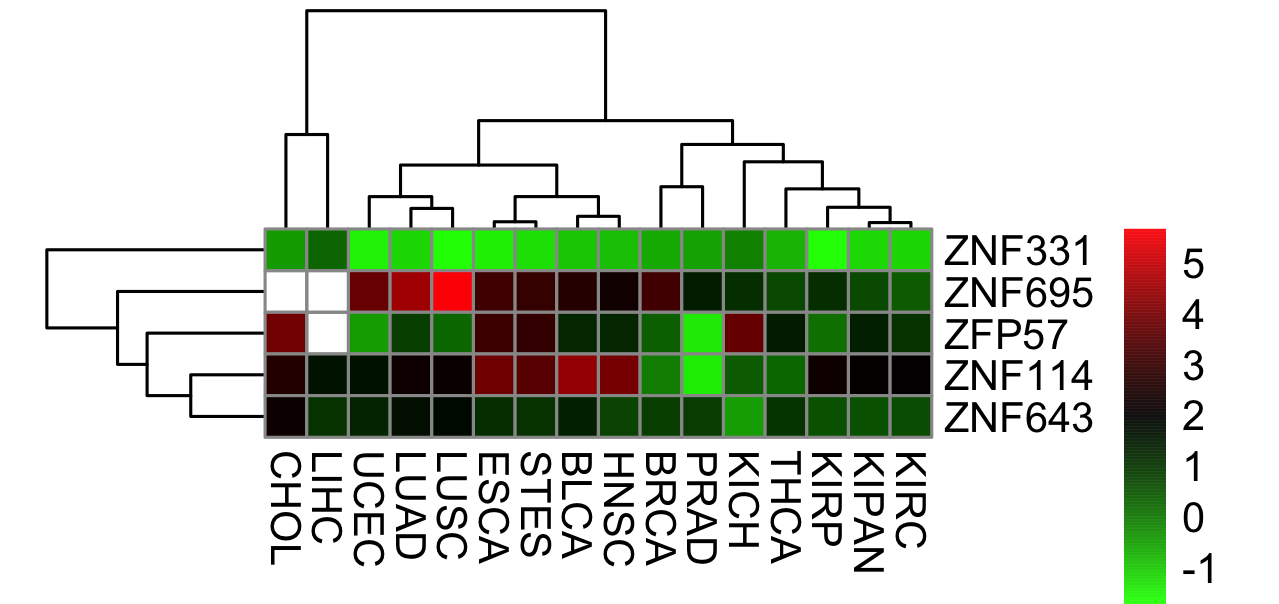 ZNF331
ZNF695
ZFP57
ZNF114
ZNF643
CHOL
LIHC
UCEC
LUAD
LUSC
ESCA
STES
BLCA
HNSC
BRCA
PRAD
KICH
THCA
KIRP
KIPAN
KIRC
5
4
3
2
1
0
-1